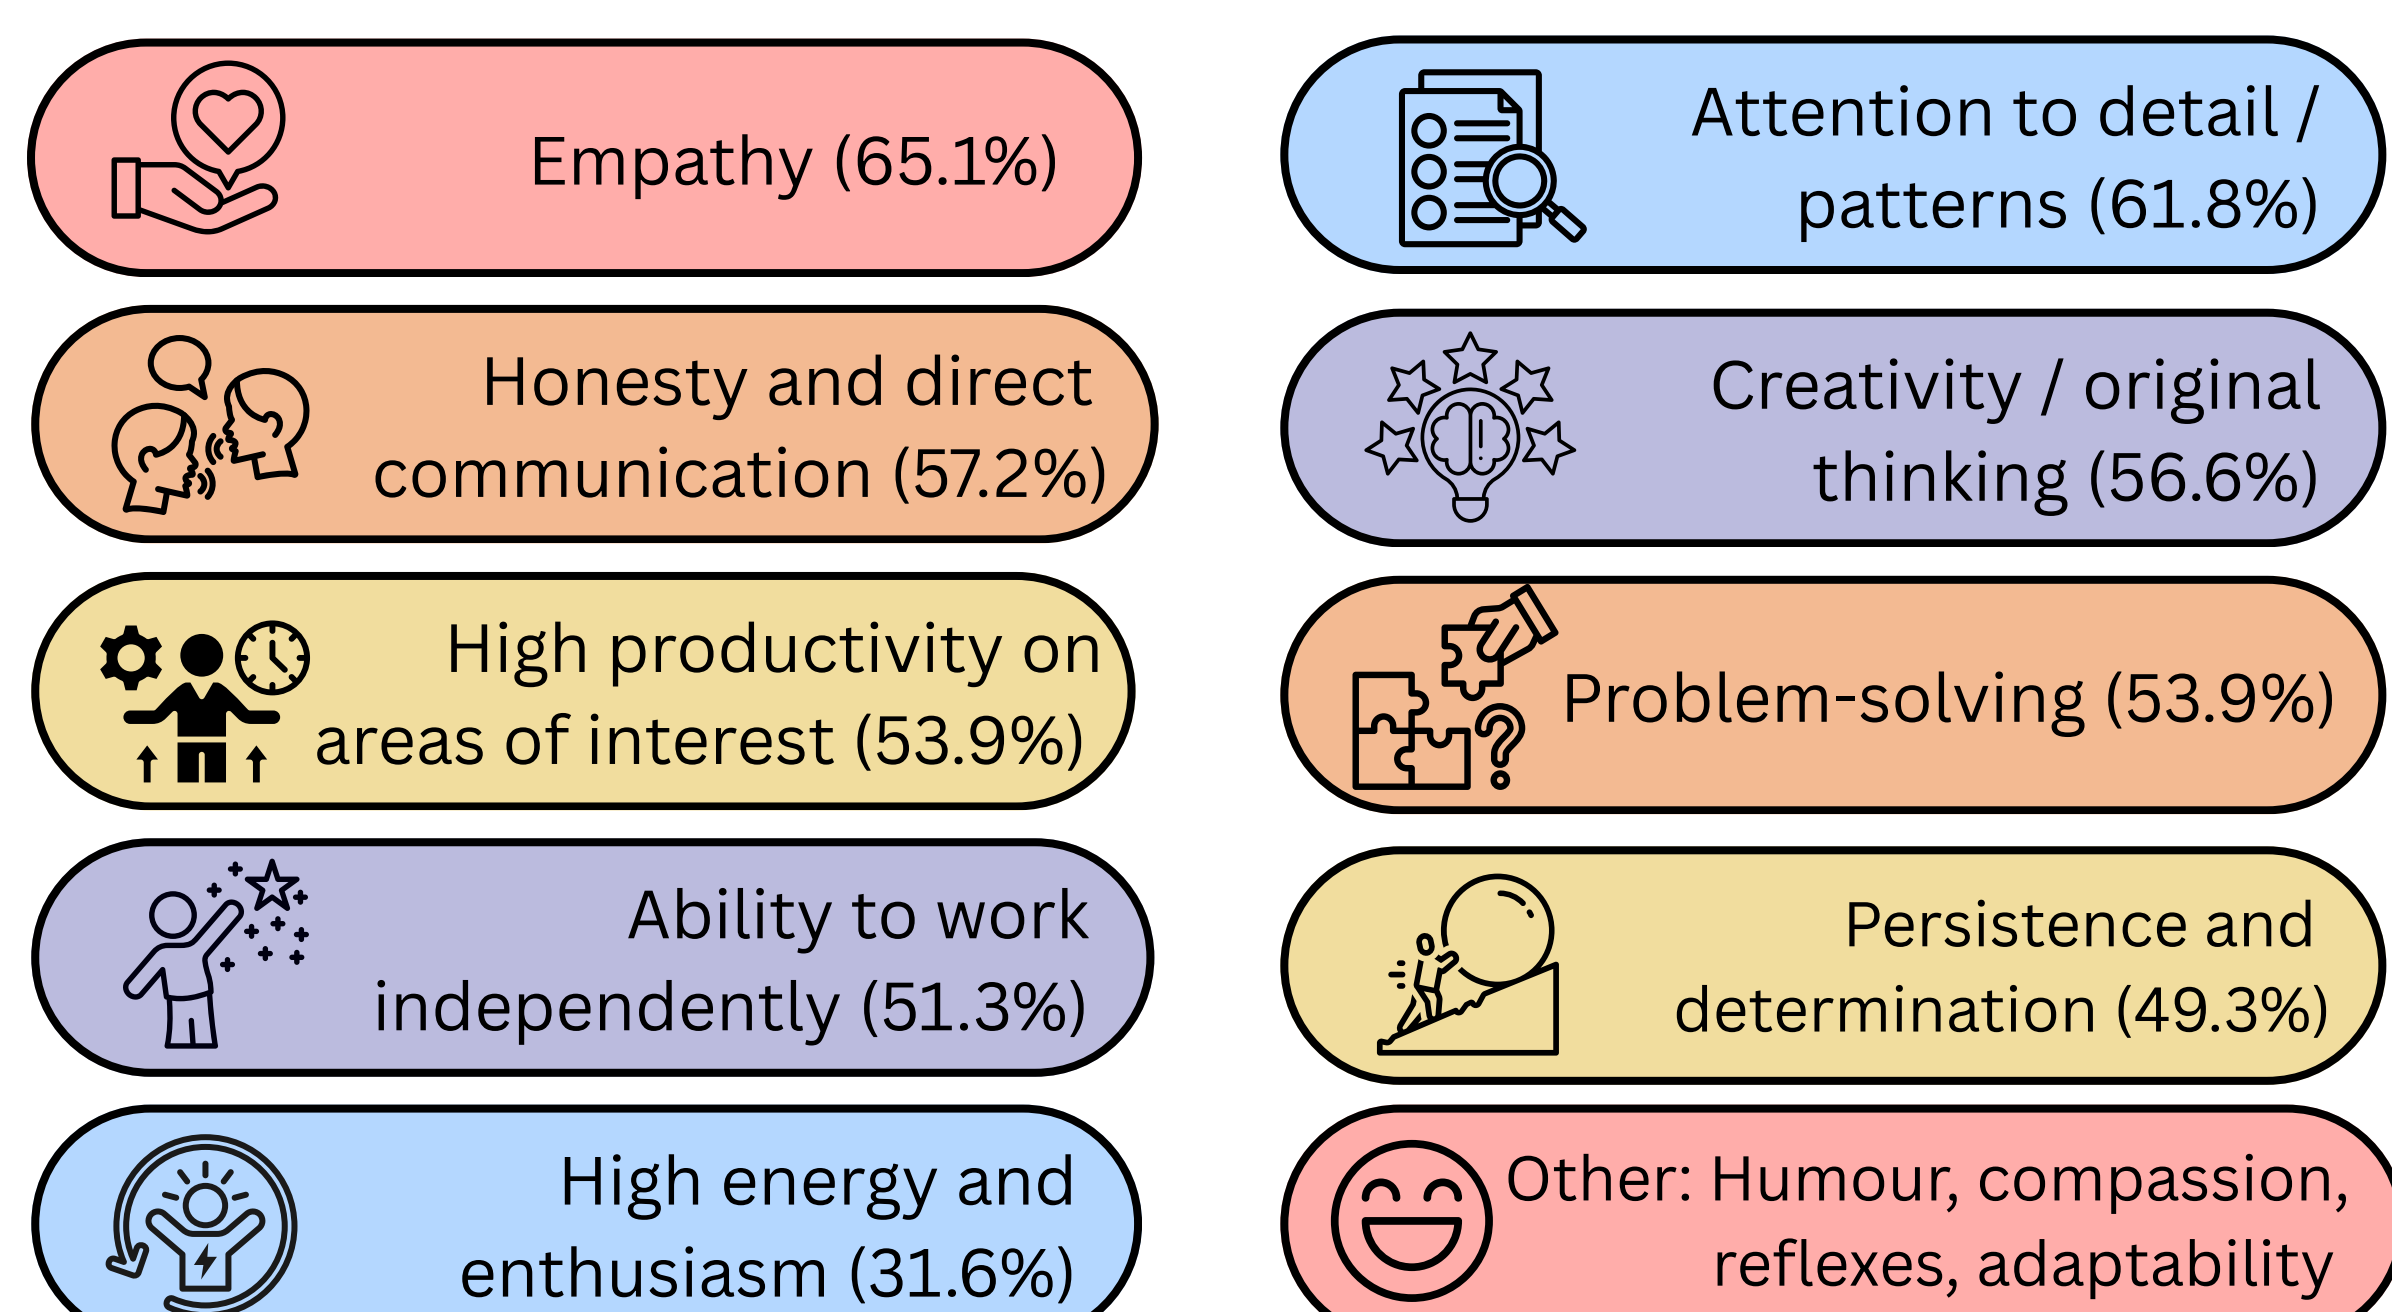 Empathy (65.1%)
Attention to detail /
patterns (61.8%)
Honesty and direct
communication (57.2%)
Creativity / original
thinking (56.6%)
High productivity on
areas of interest (53.9%)
Problem-solving (53.9%)
Ability to work
independently (51.3%)
Persistence and
determination (49.3%)
High energy and
enthusiasm (31.6%)
Other: Humour, compassion,
reflexes, adaptability